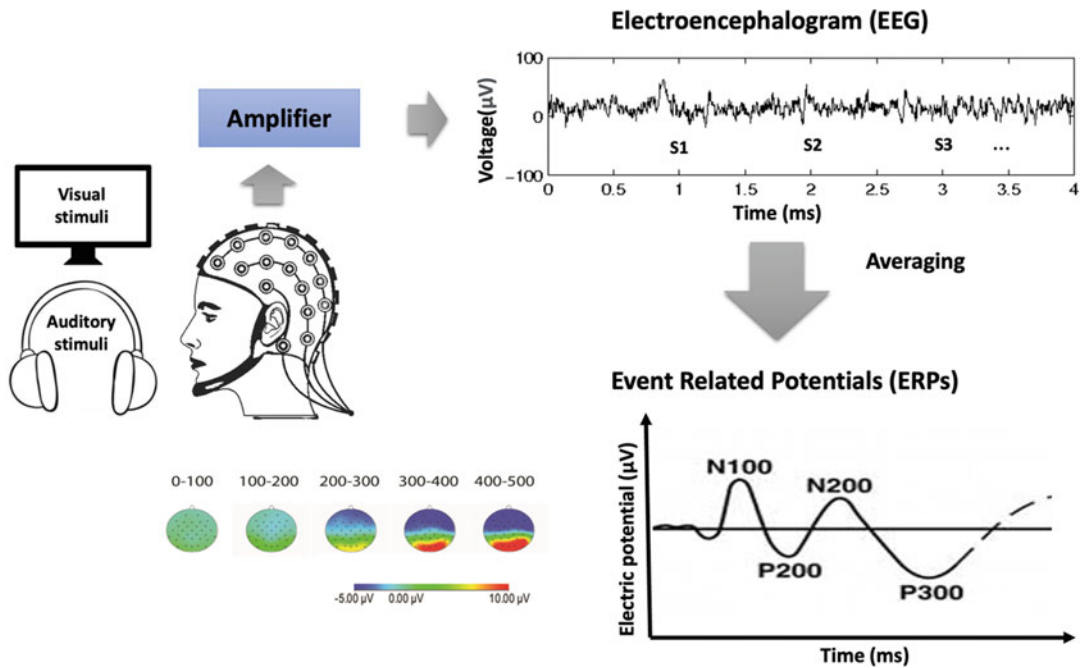 Electroencephalogram (EEG)
Amplifier
Voltage(µV)
100
0
−100
S1 S2 S3 ...
0 0.5 1 1.5 2 2.5 3 3.5 4
Time (ms)
Visual
stimuli
Auditory
stimuli
Averaging
Event Related Potentials (ERPs)
Electric potential (µV)
N100
N200
P200
P300
Time (ms)
0-100 100-200 200-300 300-400 400-500
-5.00 µV 0.00 µV 10.00 µV